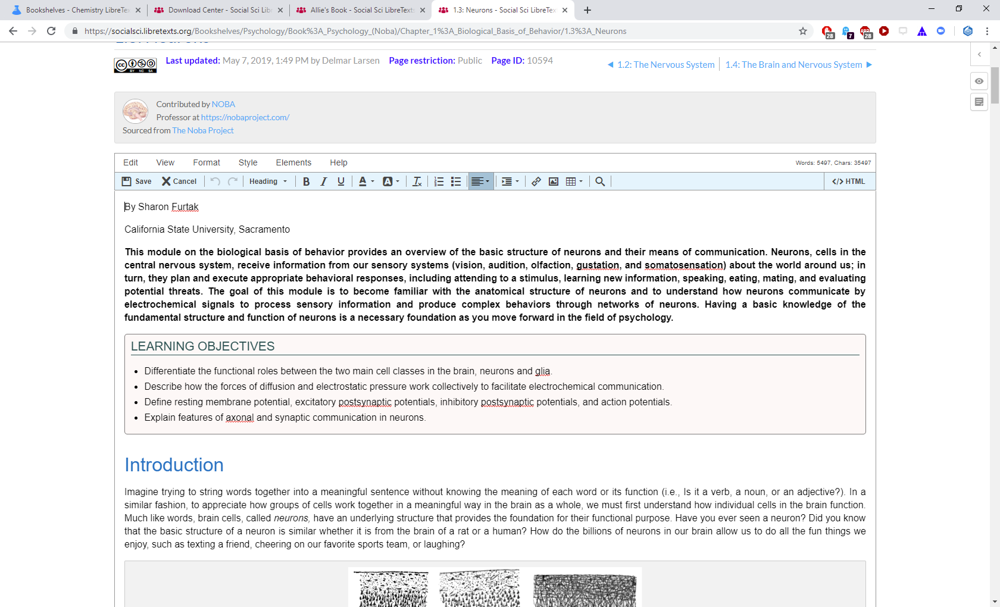 Bookshelves - Chemistry LibreTex
Download Center - Social Sci Libr
Allie's Book - Social Sci LibreTexts
1.3: Neurons - Social Sci LibreTex
https://socialsci.libretexts.org/Bookshelves/Psychology/Book%3A_Psychology_(Noba)/Chapter_1%3A_Biological_Basis_of_Behavior/1.3%3A_Neurons
28
7
ABP
28
cc
BY NC SA
Last updated: May 7, 2019, 1:49 PM by Delmar Larsen Page restriction: Public Page ID: 10594
◀ 1.2: The Nervous System | 1.4: The Brain and Nervous System ▶
Contributed by NOBA
Professor at https://nobaproject.com/
Sourced from The Noba Project
Edit View Format Style Elements Help
Words: 5497, Chars: 35497
Save Cancel Heading B I U A A Tx </> HTML
By Sharon Furtak
California State University, Sacramento
This module on the biological basis of behavior provides an overview of the basic structure of neurons and their means of communication. Neurons, cells in the
central nervous system, receive information from our sensory systems (vision, audition, olfaction, gustation, and somatosensation) about the world around us; in
turn, they plan and execute appropriate behavioral responses, including attending to a stimulus, learning new information, speaking, eating, mating, and evaluating
potential threats. The goal of this module is to become familiar with the anatomical structure of neurons and to understand how neurons communicate by
electrochemical signals to process sensory information and produce complex behaviors through networks of neurons. Having a basic knowledge of the
fundamental structure and function of neurons is a necessary foundation as you move forward in the field of psychology.
LEARNING OBJECTIVES
• Differentiate the functional roles between the two main cell classes in the brain, neurons and glia.
• Describe how the forces of diffusion and electrostatic pressure work collectively to facilitate electrochemical communication.
• Define resting membrane potential, excitatory postsynaptic potentials, inhibitory postsynaptic potentials, and action potentials.
• Explain features of axonal and synaptic communication in neurons.
Introduction
Imagine trying to string words together into a meaningful sentence without knowing the meaning of each word or its function (i.e., Is it a verb, a noun, or an adjective?). In a
similar fashion, to appreciate how groups of cells work together in a meaningful way in the brain as a whole, we must first understand how individual cells in the brain function.
Much like words, brain cells, called neurons, have an underlying structure that provides the foundation for their functional purpose. Have you ever seen a neuron? Did you know
that the basic structure of a neuron is similar whether it is from the brain of a rat or a human? How do the billions of neurons in our brain allow us to do all the fun things we
enjoy, such as texting a friend, cheering on our favorite sports team, or laughing?